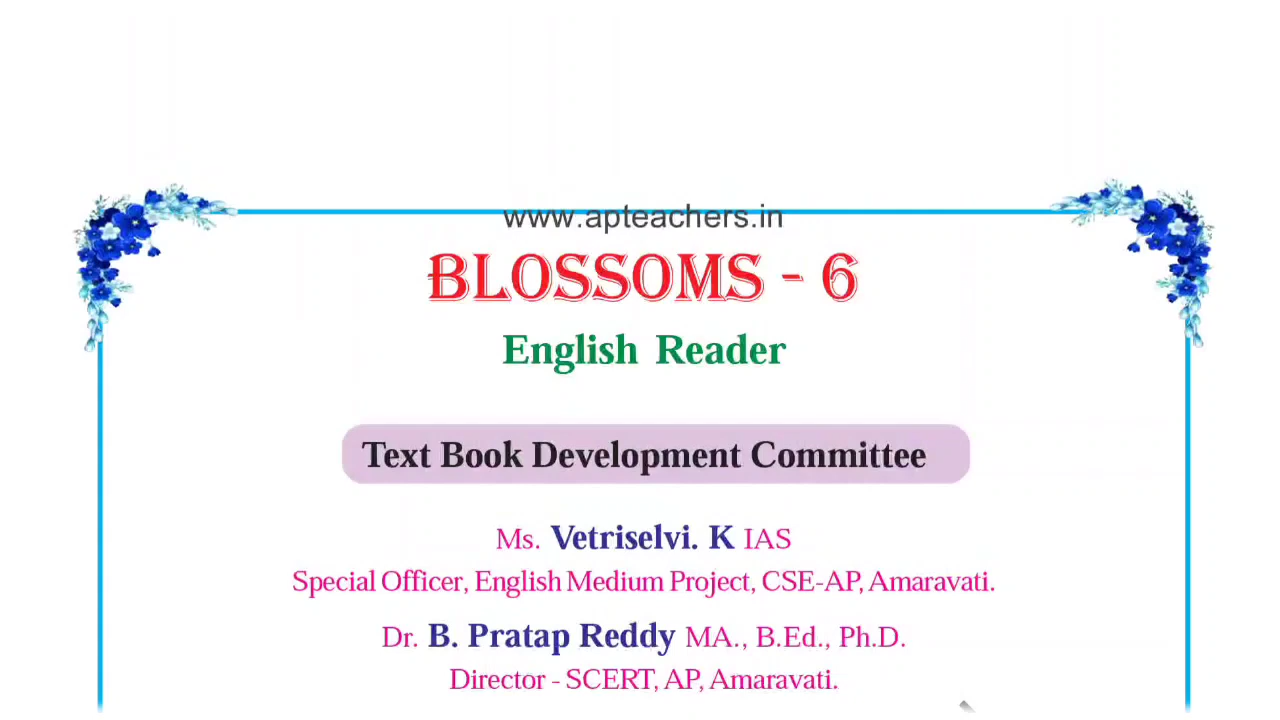 www.apteachers.in
BLOSSOMS - 6
English Reader
Text Book Development Committee
Ms. Vetriselvi. K IAS
Special Officer, English Medium Project, CSE-AP, Amaravati.
Dr. B. Pratap Reddy MA., B.Ed., Ph.D.
Director - SCERT, AP, Amaravati.